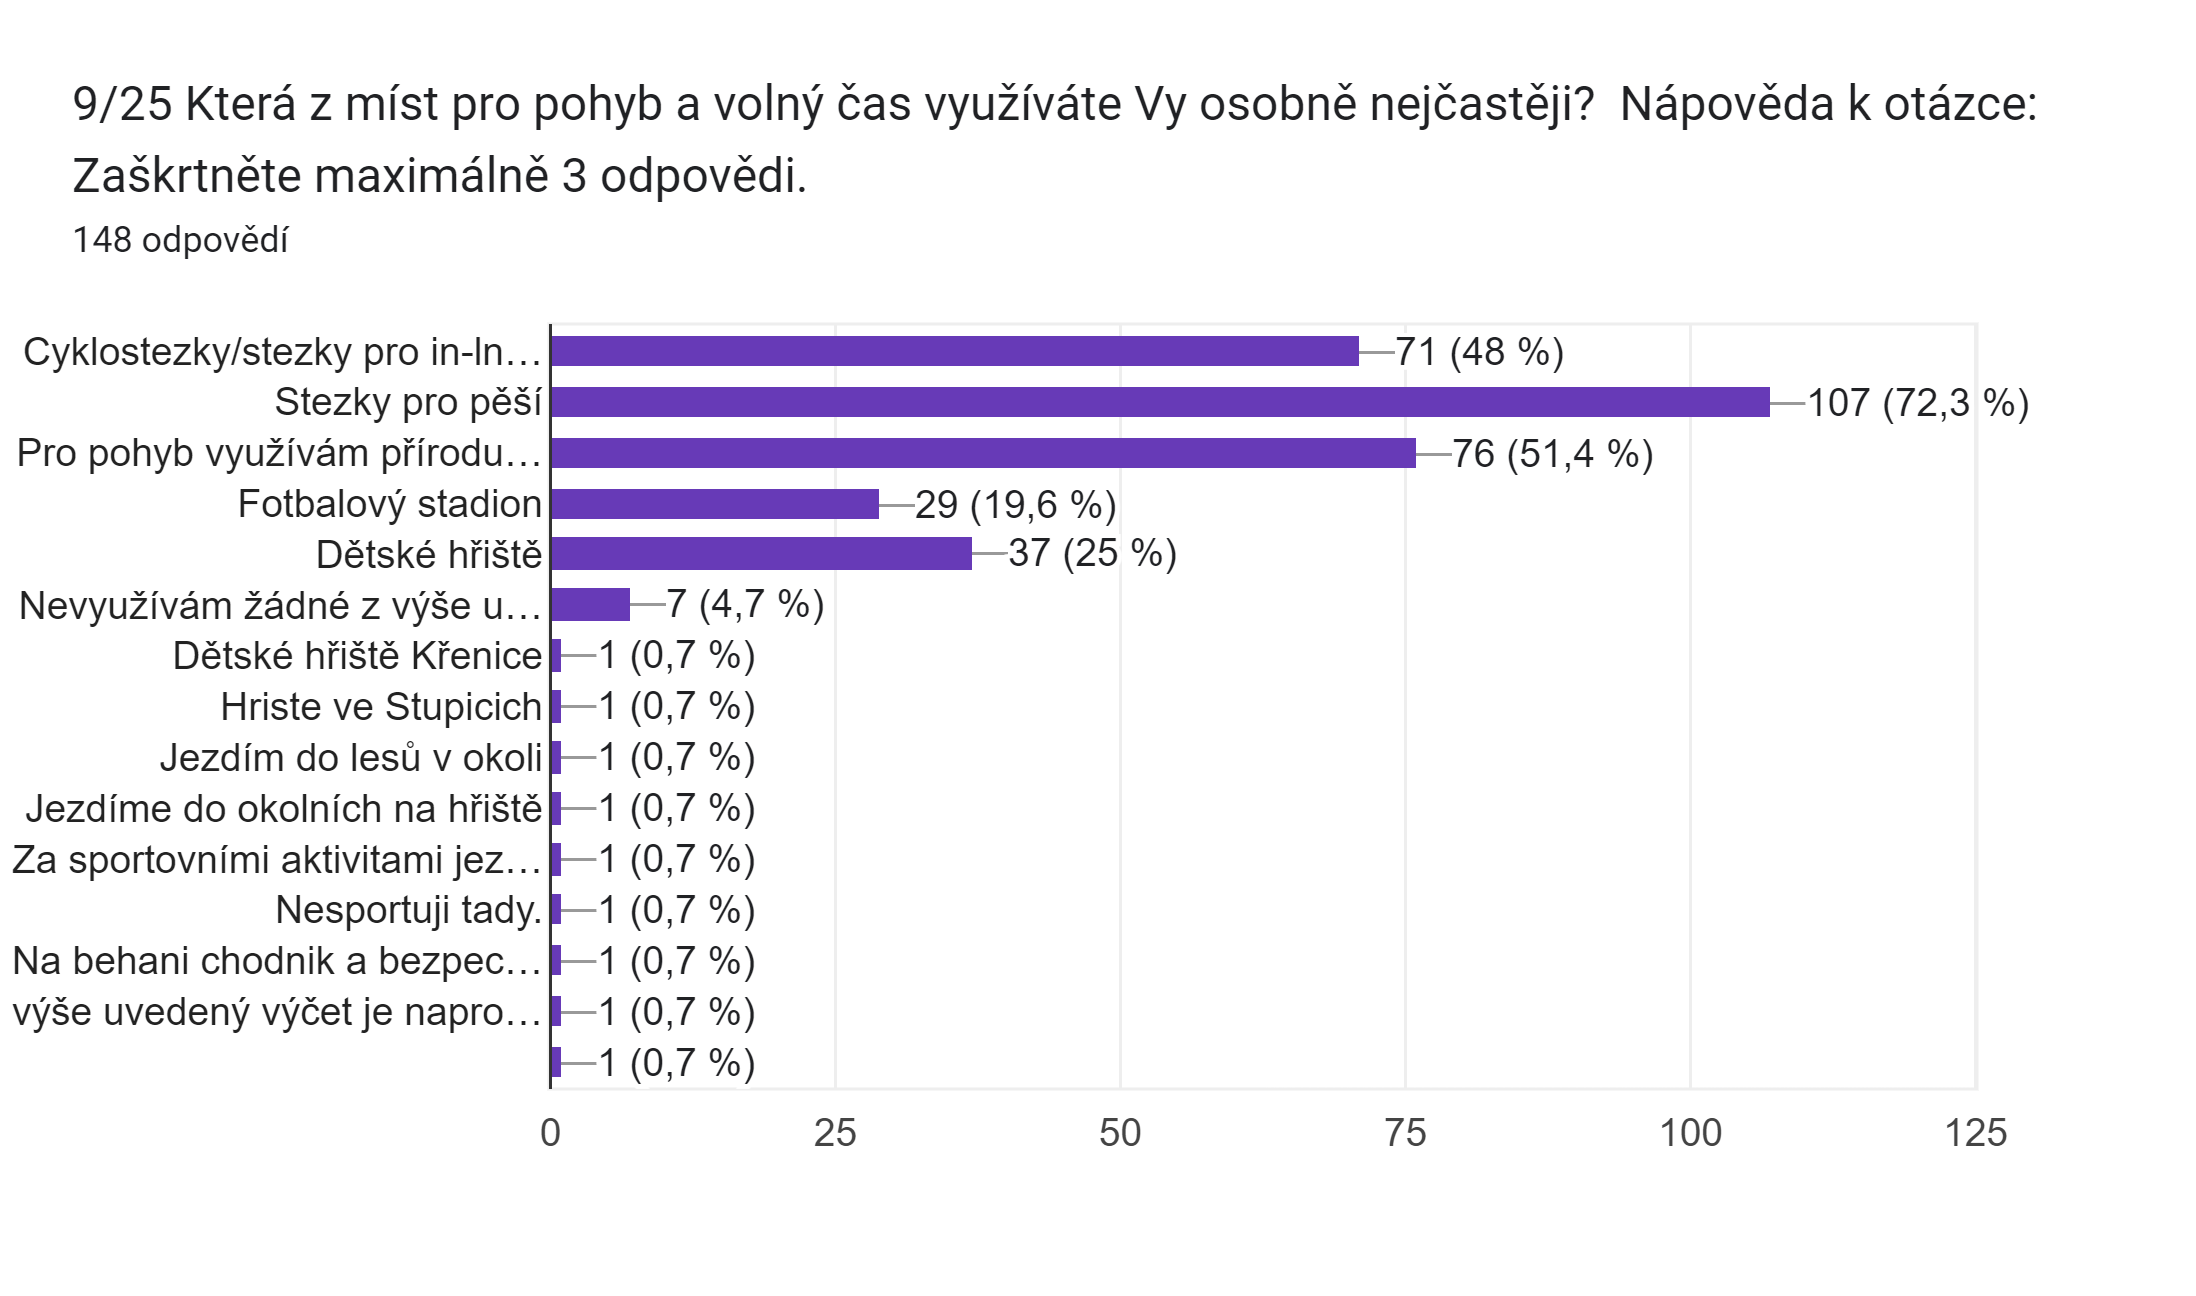 9/25 Která z míst pro pohyb a volný čas využíváte Vy osobně nejčastěji?  Nápověda k otázce:
Zaškrtněte maximálně 3 odpovědi.
148 odpovědí
Cyklostezky/stezky pro in-ln… 71 (48 %)
Stezky pro pěší 107 (72,3 %)
Pro pohyb využívám přírodu… 76 (51,4 %)
Fotbalový stadion 29 (19,6 %)
Dětské hřiště 37 (25 %)
Nevyužívám žádné z výše u… 7 (4,7 %)
Dětské hřiště Křenice 1 (0,7 %)
Hriste ve Stupicich 1 (0,7 %)
Jezdím do lesů v okoli 1 (0,7 %)
Jezdíme do okolních na hřiště 1 (0,7 %)
Za sportovními aktivitami jez… 1 (0,7 %)
Nesportuji tady. 1 (0,7 %)
Na behani chodnik a bezpec… 1 (0,7 %)
výše uvedený výčet je napro… 1 (0,7 %)
1 (0,7 %)
0 25 50 75 100 125